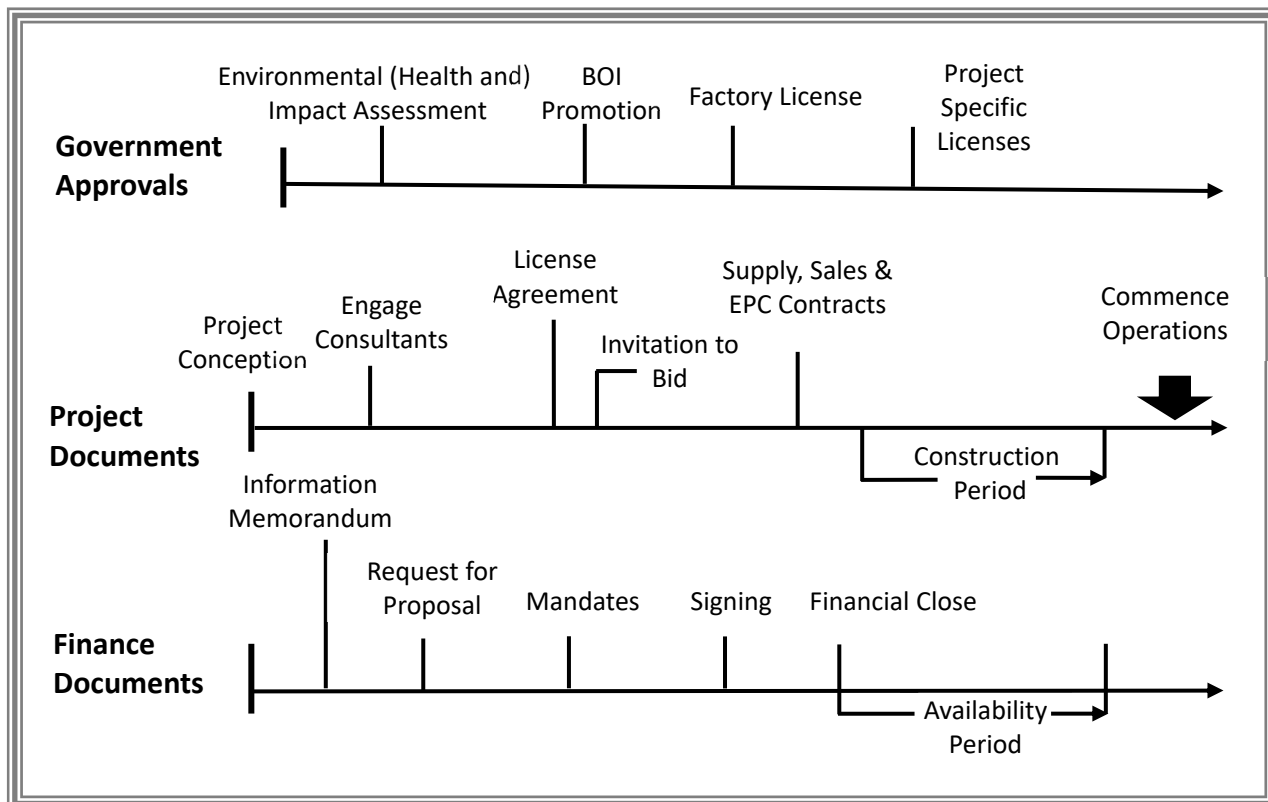 Environmental (Health and)
Impact Assessment
BOI
Promotion
Factory License
Project
Specific
Licenses
Government
Approvals
Project
Conception
Engage
Consultants
License
Agreement
Invitation to
Bid
Supply, Sales &
EPC Contracts
Commence
Operations
Project
Documents
Construction
Period
Information
Memorandum
Request for
Proposal
Mandates
Signing
Financial Close
Finance
Documents
Availability
Period